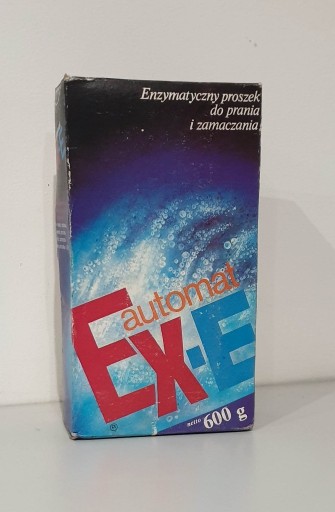 Enzymatyczny proszek
do prania
i zamaczania
automat
Ex-E
®
netto 600 g